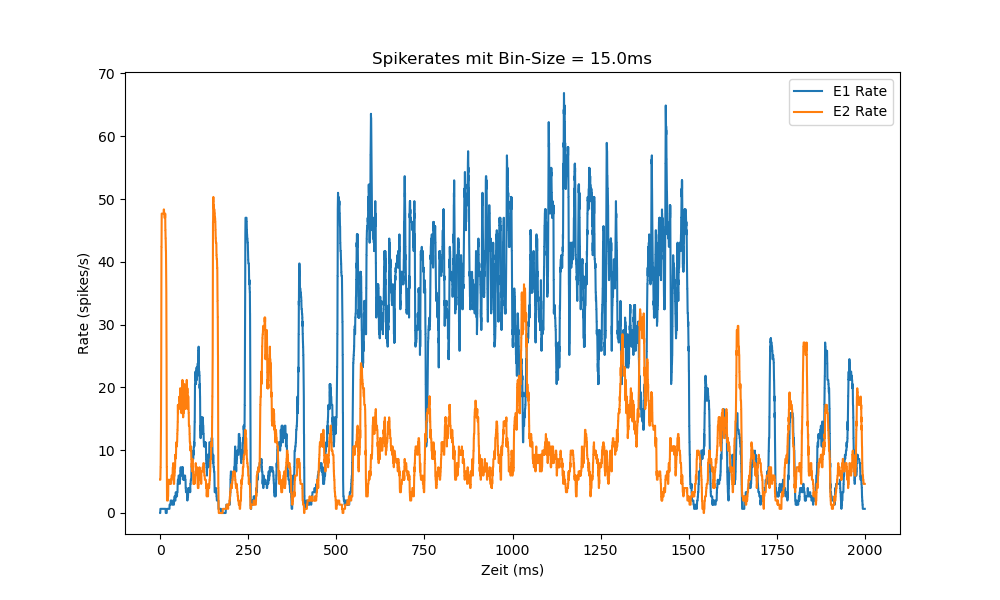 Spikerates mit Bin-Size = 15.0ms
70
60
50
40
30
20
10
0
Rate (spikes/s)
E1 Rate
E2 Rate
0 250 500 750 1000 1250 1500 1750 2000
Zeit (ms)